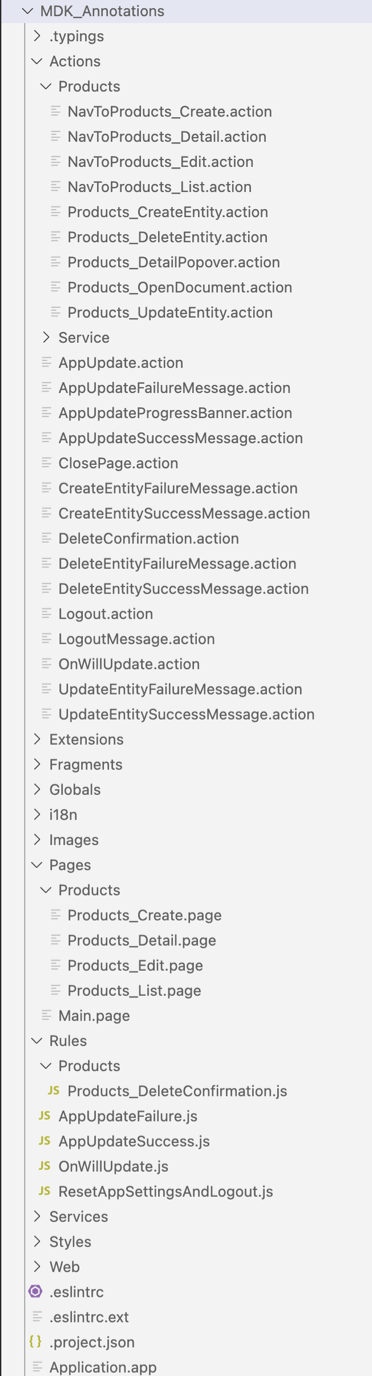 MDK_Annotations
.typings
Actions
Products
NavToProducts_Create.action
NavToProducts_Detail.action
NavToProducts_Edit.action
NavToProducts_List.action
Products_CreateEntity.action
Products_DeleteEntity.action
Products_DetailPopover.action
Products_OpenDocument.action
Products_UpdateEntity.action
Service
AppUpdate.action
AppUpdateFailureMessage.action
AppUpdateProgressBanner.action
AppUpdateSuccessMessage.action
ClosePage.action
CreateEntityFailureMessage.action
CreateEntitySuccessMessage.action
DeleteConfirmation.action
DeleteEntityFailureMessage.action
DeleteEntitySuccessMessage.action
Logout.action
LogoutMessage.action
OnWillUpdate.action
UpdateEntityFailureMessage.action
UpdateEntitySuccessMessage.action
Extensions
Fragments
Globals
i18n
Images
Pages
Products
Products_Create.page
Products_Detail.page
Products_Edit.page
Products_List.page
Main.page
Rules
Products
JS Products_DeleteConfirmation.js
JS AppUpdateFailure.js
JS AppUpdateSuccess.js
JS OnWillUpdate.js
JS ResetAppSettingsAndLogout.js
Services
Styles
Web
.eslintrc
.eslintrc.ext
{} .project.json
Application.app